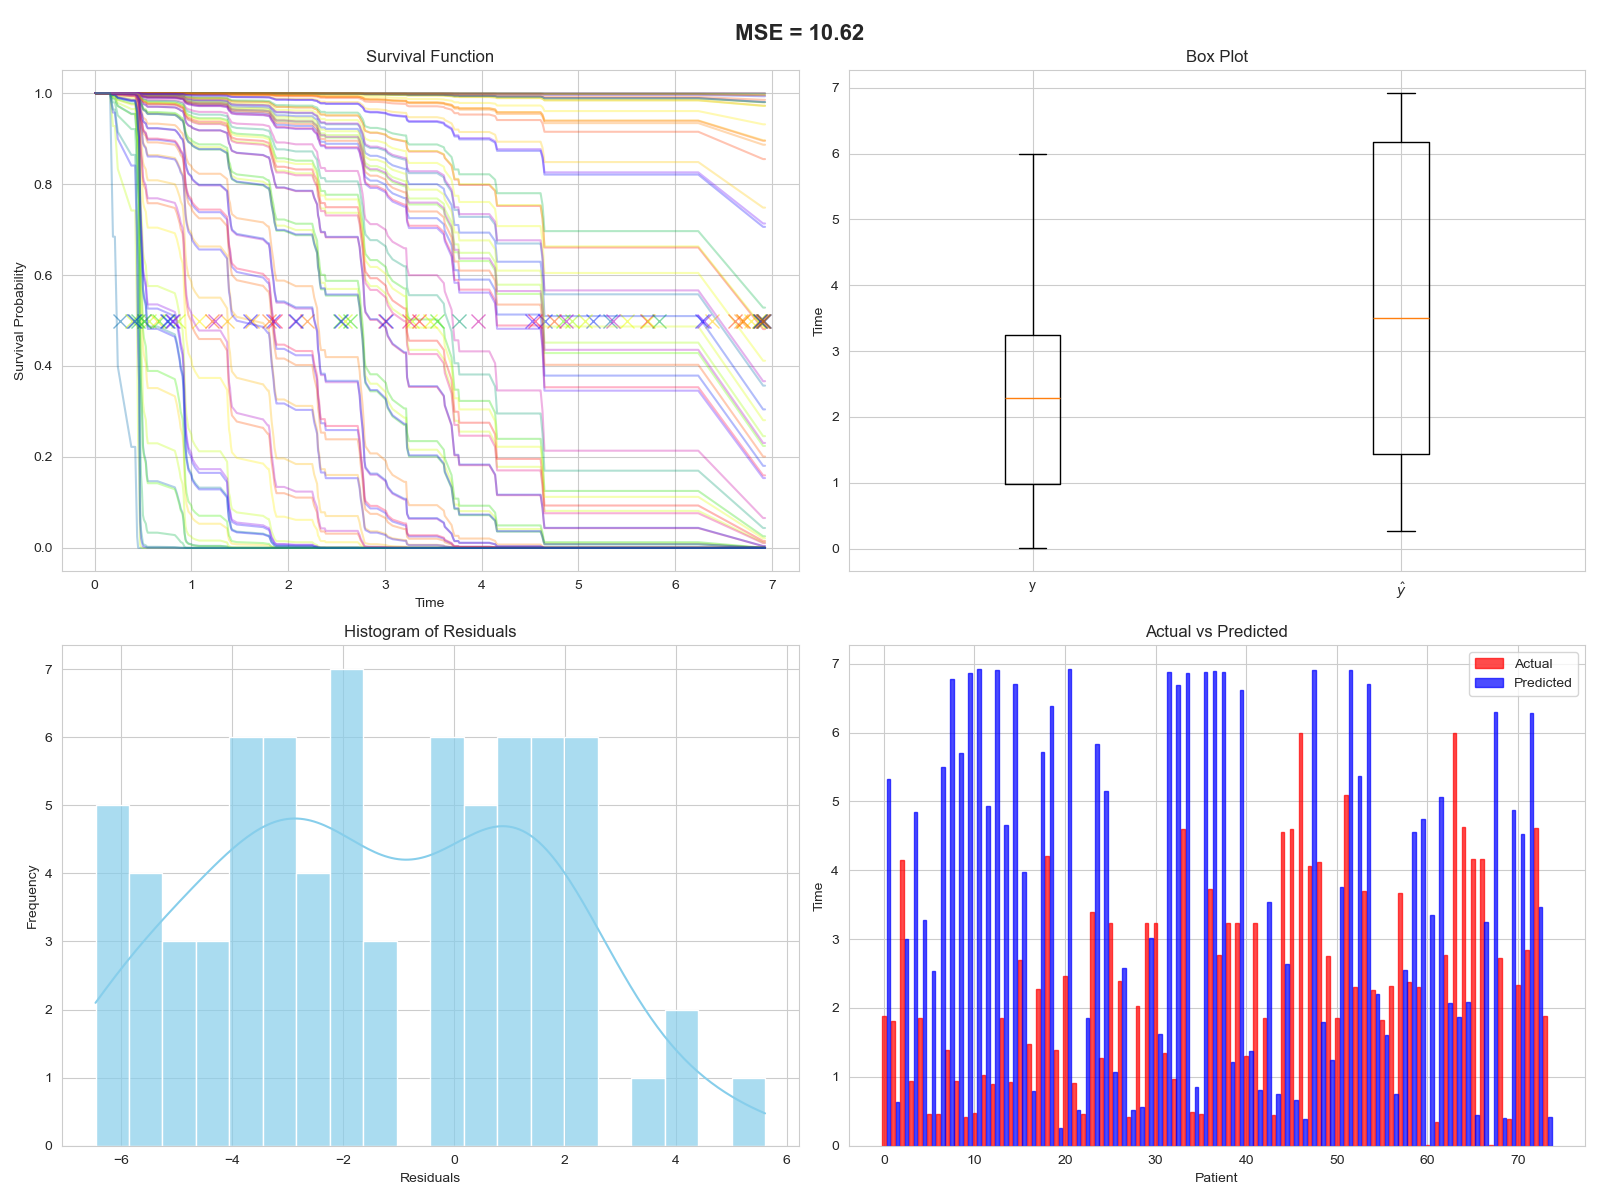 MSE = 10.62
Survival Function
Survival Probability
1.0
0.8
0.6
0.4
0.2
0.0
0 1 2 3 4 5 6 7
Time
Box Plot
Time
7
6
5
4
3
2
1
0
y ŷ
Histogram of Residuals
Frequency
7
6
5
4
3
2
1
0
−6 −4 −2 0 2 4 6
Residuals
Actual vs Predicted
Time
7
6
5
4
3
2
1
0
Actual
Predicted
0 10 20 30 40 50 60 70
Patient